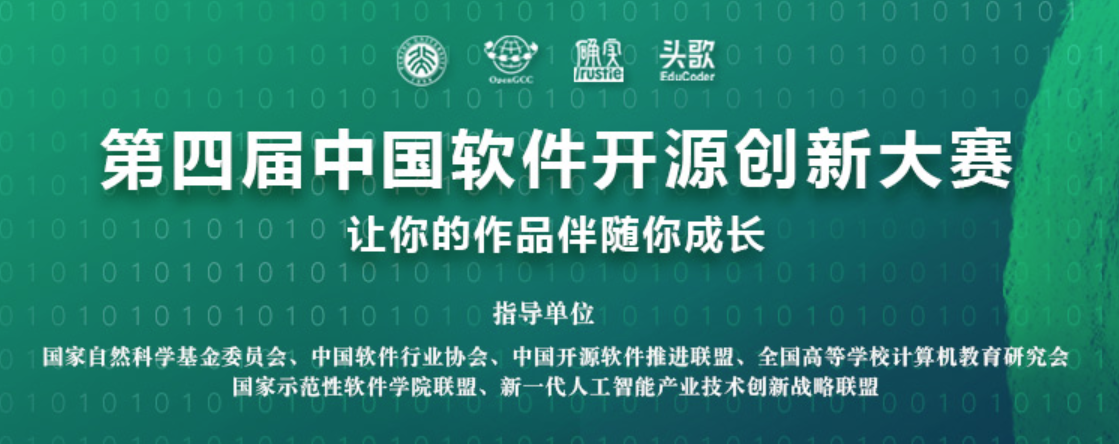 OpenGCC
确实
Trustie
头歌
EduCoder
第四届中国软件开源创新大赛
让你的作品伴随你成长
指导单位
国家自然科学基金委员会、中国软件行业协会、中国开源软件推进联盟、全国高等学校计算机教育研究会
国家示范性软件学院联盟、新一代人工智能产业技术创新战略联盟